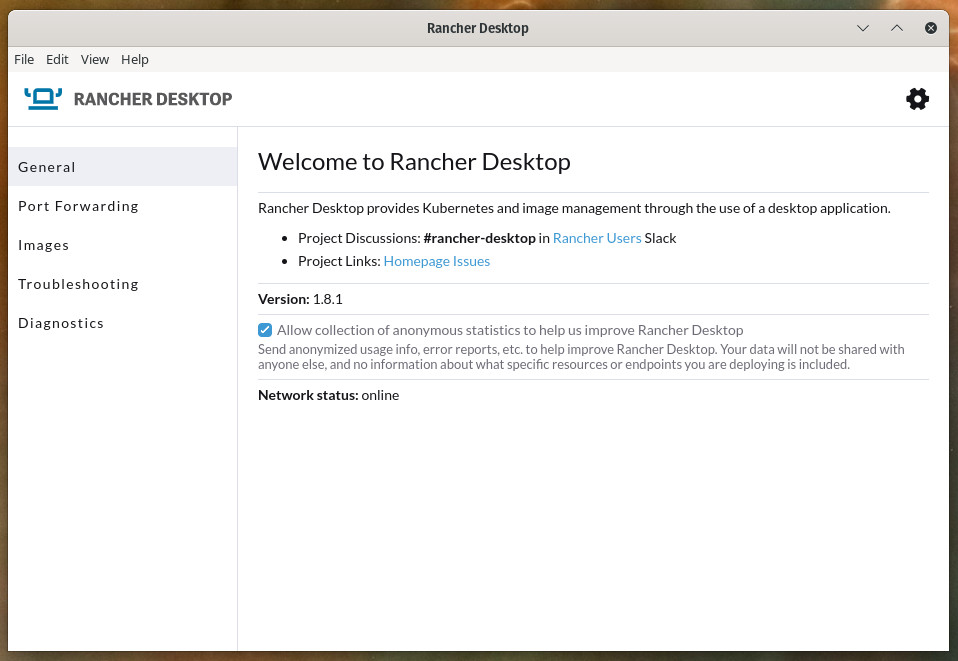 Rancher Desktop
File Edit View Help
RANCHER DESKTOP
General
Port Forwarding
Images
Troubleshooting
Diagnostics
Welcome to Rancher Desktop
Rancher Desktop provides Kubernetes and image management through the use of a desktop application.
• Project Discussions: #rancher-desktop in Rancher Users Slack
• Project Links: Homepage Issues
Version: 1.8.1
Allow collection of anonymous statistics to help us improve Rancher Desktop
Send anonymized usage info, error reports, etc. to help improve Rancher Desktop. Your data will not be shared with
anyone else, and no information about what specific resources or endpoints you are deploying is included.
Network status: online